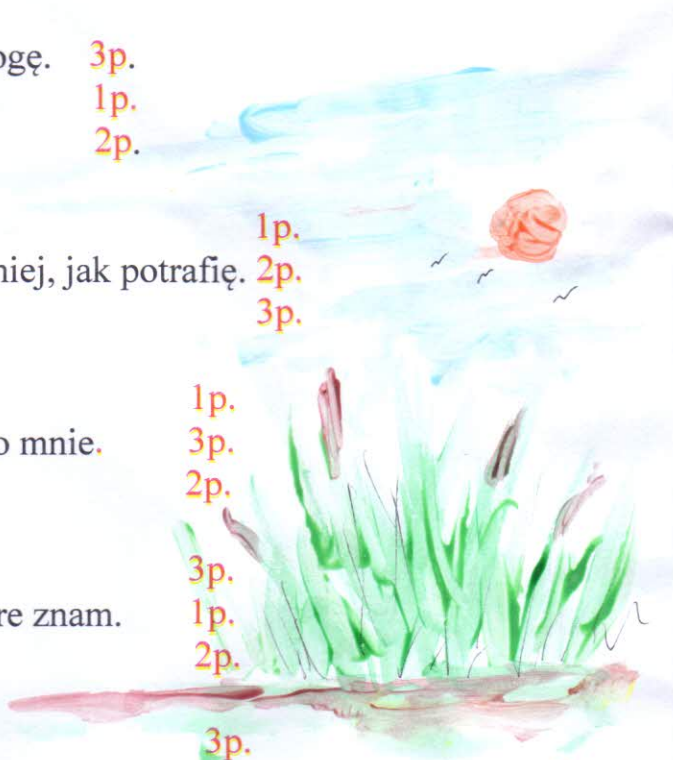 ogę. 3p.
1p.
2p.
1p.
niej, jak potrafię. 2p.
3p.
1p.
o mnie. 3p.
2p.
3p.
re znam. 1p.
2p.
3p.